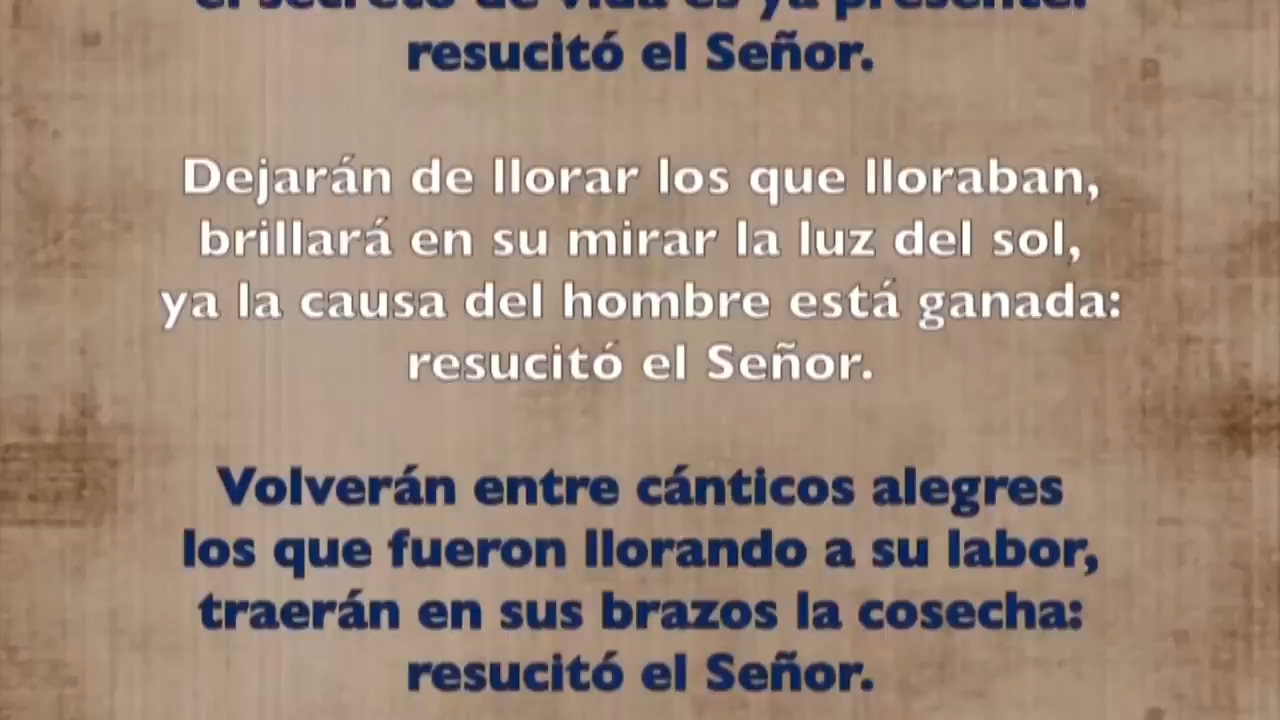 el secreto de vida es ya presente:
resucitó el Señor.
Dejarán de llorar los que lloraban,
brillará en su mirar la luz del sol,
ya la causa del hombre está ganada:
resucitó el Señor.
Volverán entre cánticos alegres
los que fueron llorando a su labor,
traerán en sus brazos la cosecha:
resucitó el Señor.